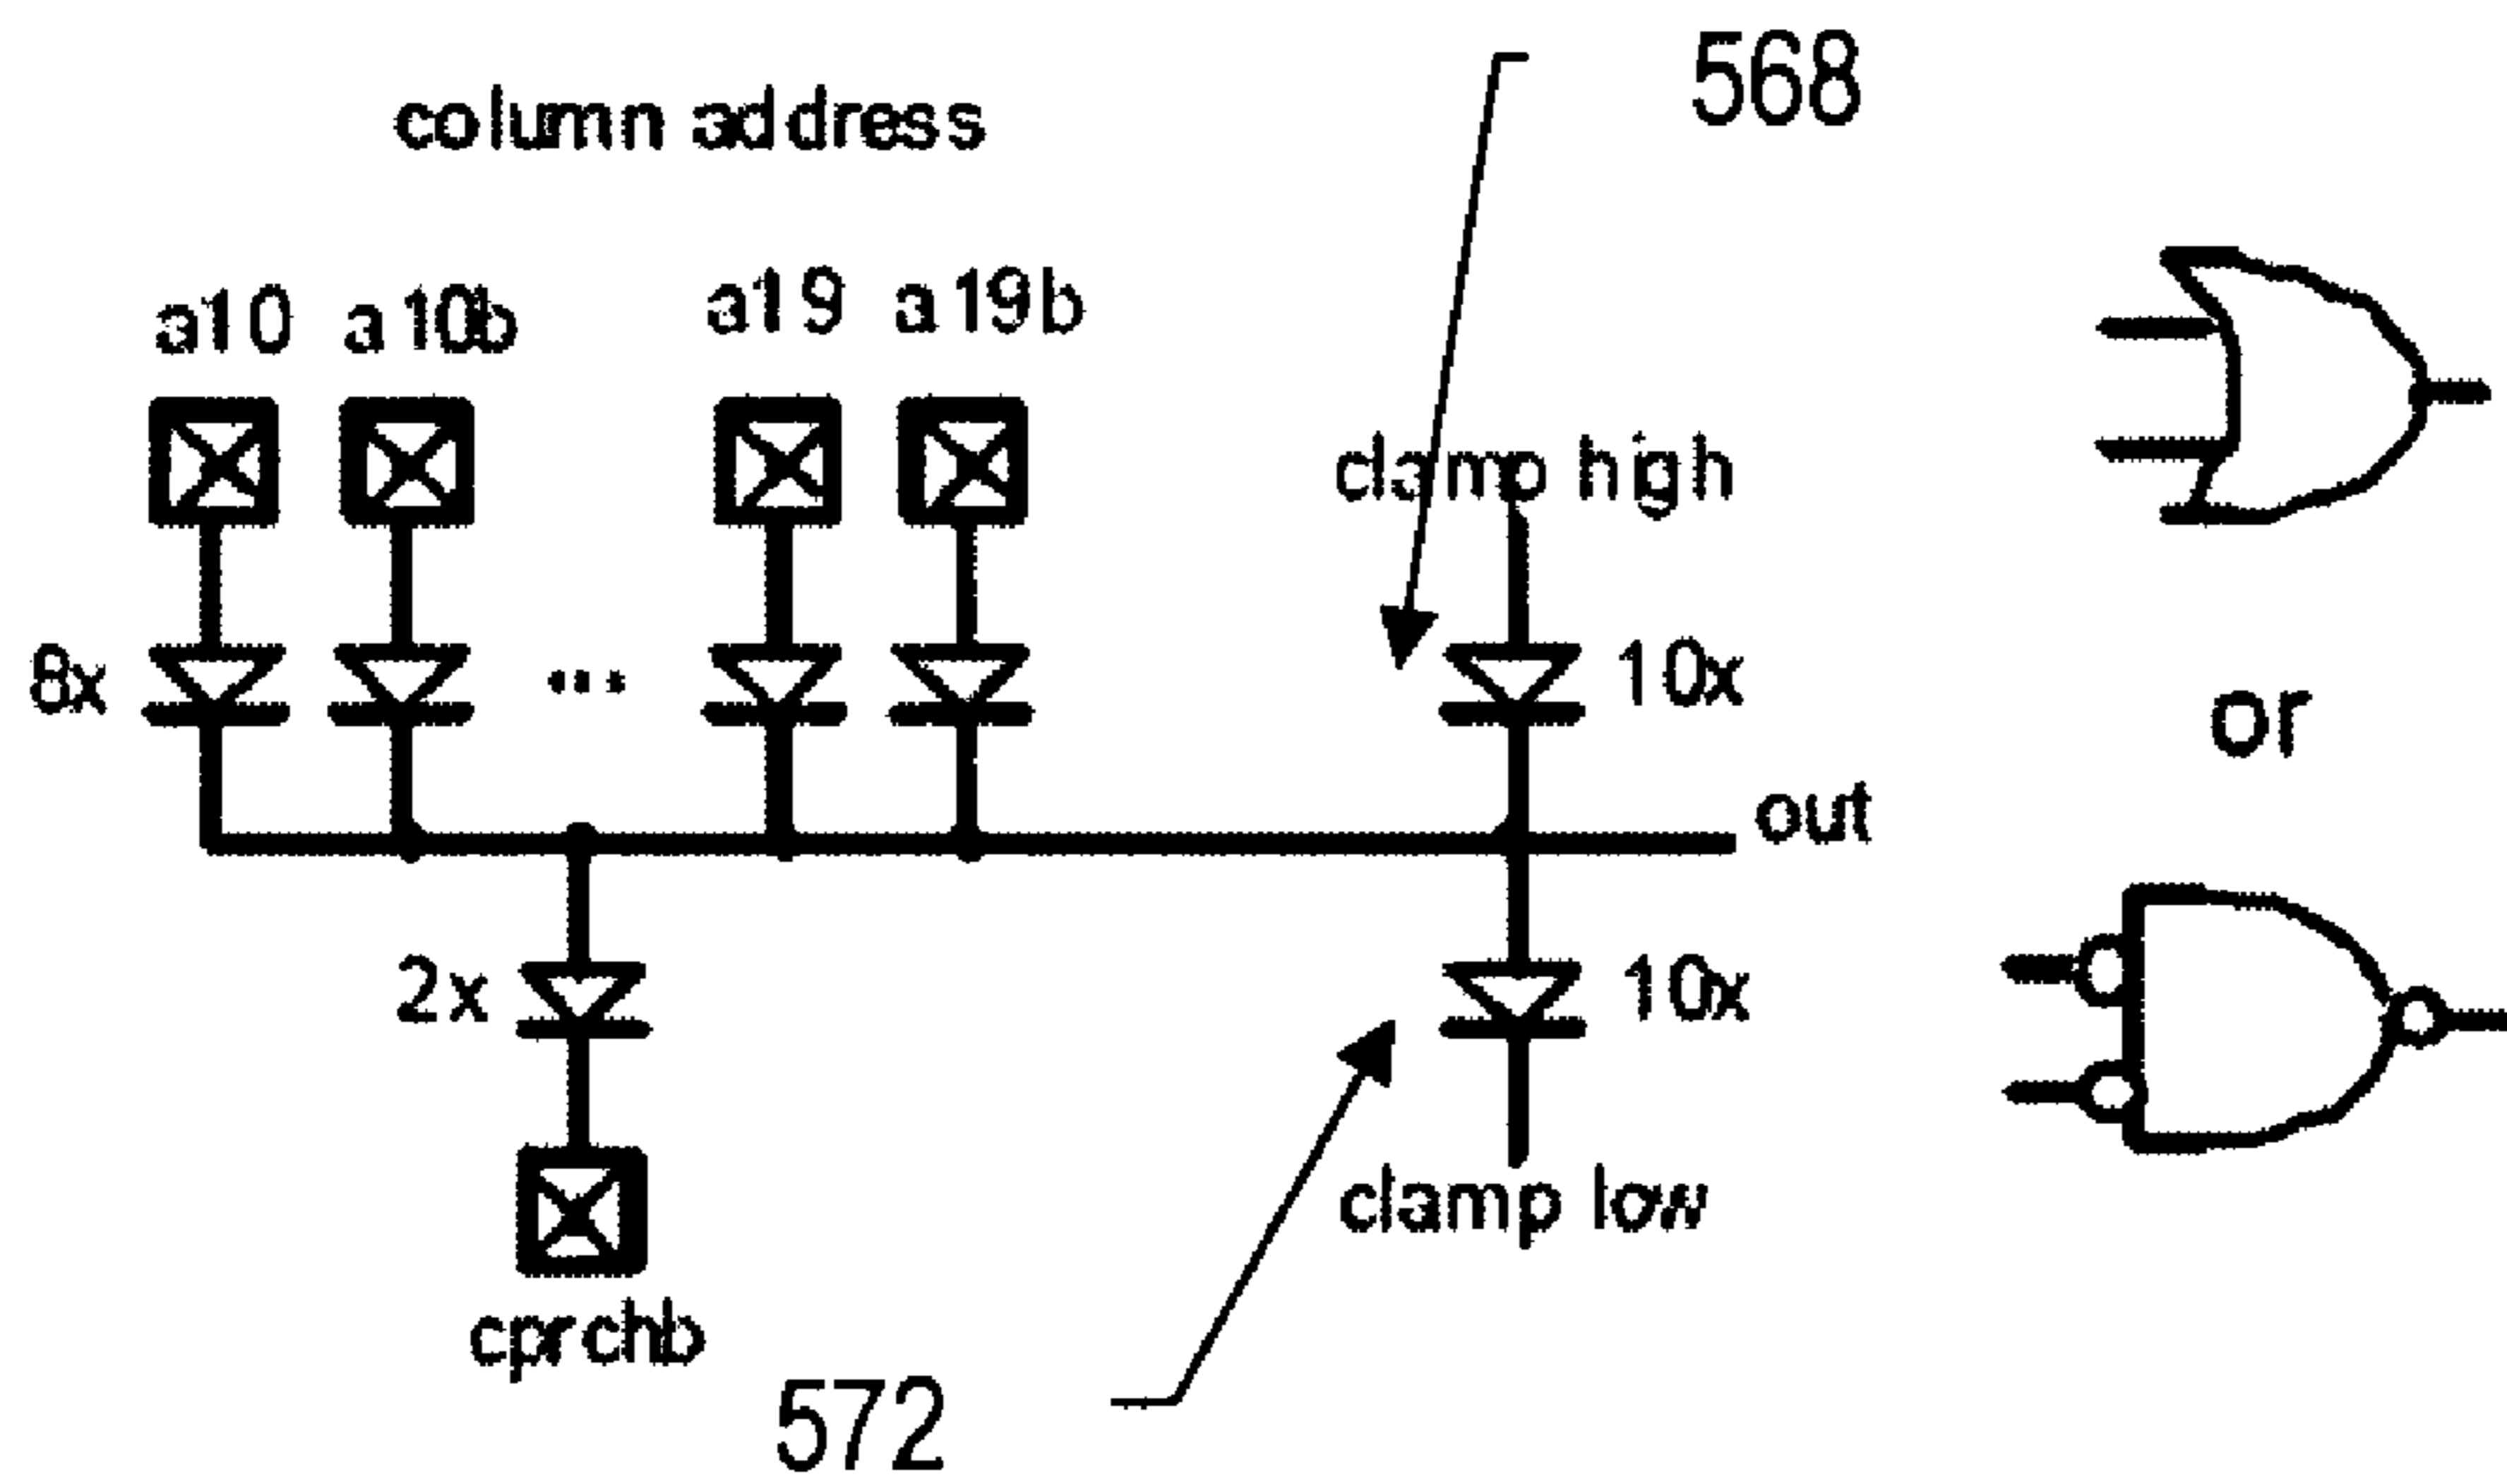 568
column address
a10 a10b a19 a19b
clamp high
8x ... 10x
or
out
2x 10x
clamp low
cprchb
572